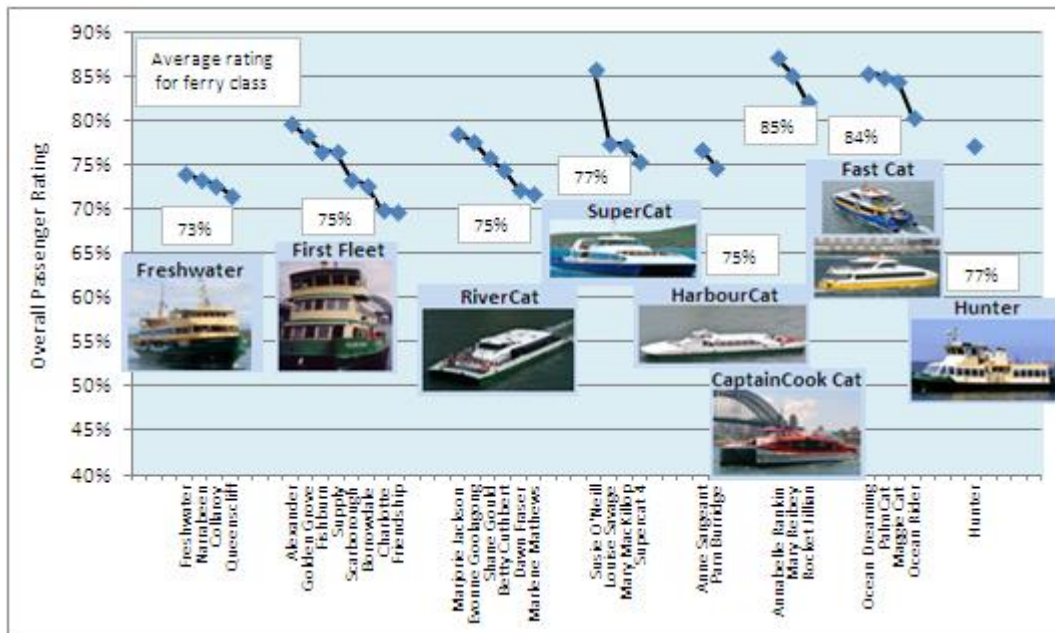 90%
85%
80%
75%
70%
65%
60%
55%
50%
45%
40%
Overall Passenger Rating
Average rating
for ferry class
73%
75%
75%
77%
75%
85%
84%
77%
Freshwater
First Fleet
RiverCat
SuperCat
HarbourCat
CaptainCook Cat
Fast Cat
Hunter
Freshwater
Narrabeen
Collaroy
Queenscliff
Alexander
Golden Grove
Fishburn
Supply
Scarborough
Borrowdale
Charlotte
Friendship
Marjorie Jackson
Evonne Goolagong
Shane Gould
Betty Cuthbert
Dawn Fraser
Marlene Mathews
Susie O'Neill
Louise Savage
Mary MacKillop
Supercat 4
Anne Sargeant
Pam Burridge
Annabelle Rankin
Mary Reibey
Rocket Jillian
Ocean Dreaming
Palm Cat
Maggie Cat
Ocean Rider
Hunter